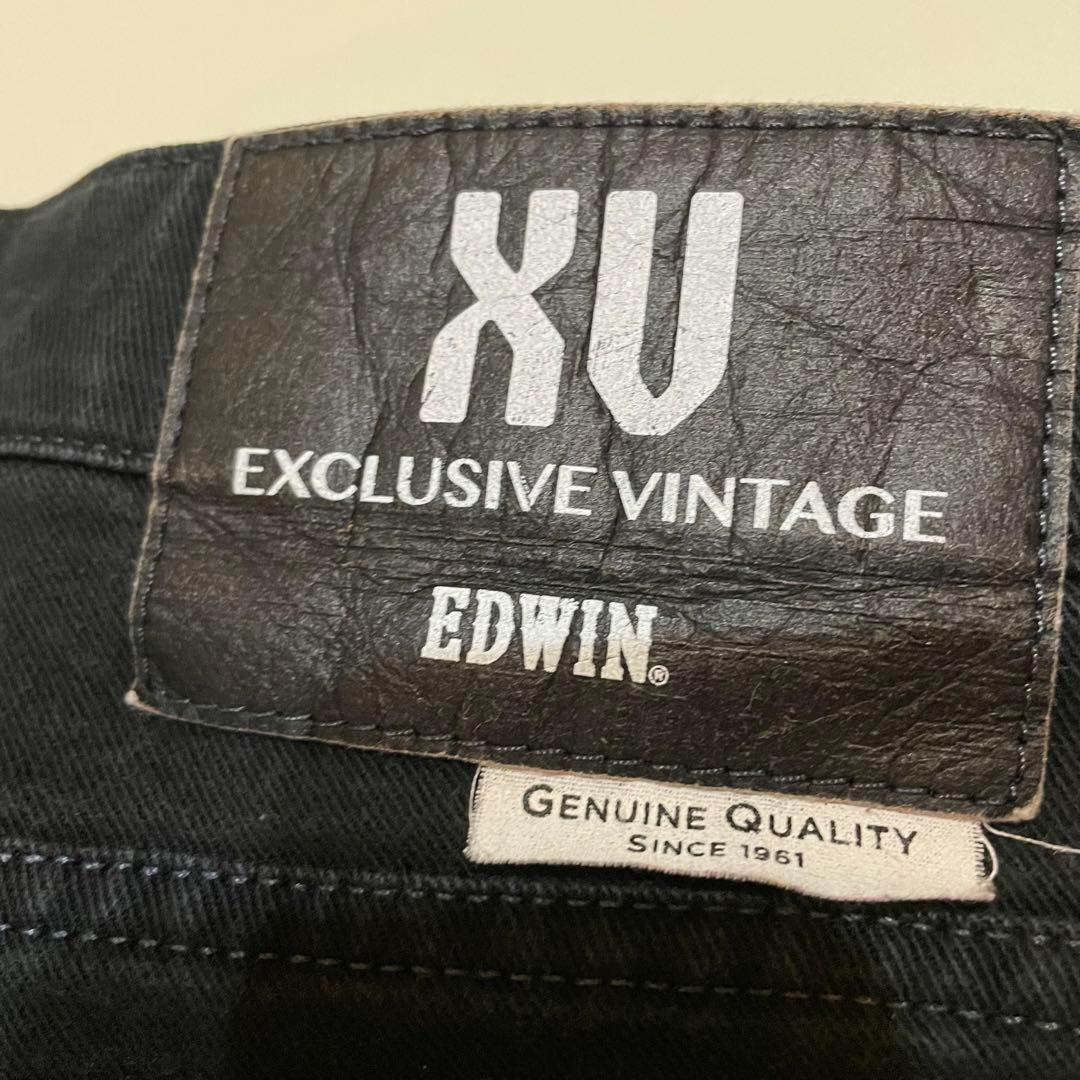 XV
EXCLUSIVE VINTAGE
EDWIN®
GENUINE QUALITY
SINCE 1961